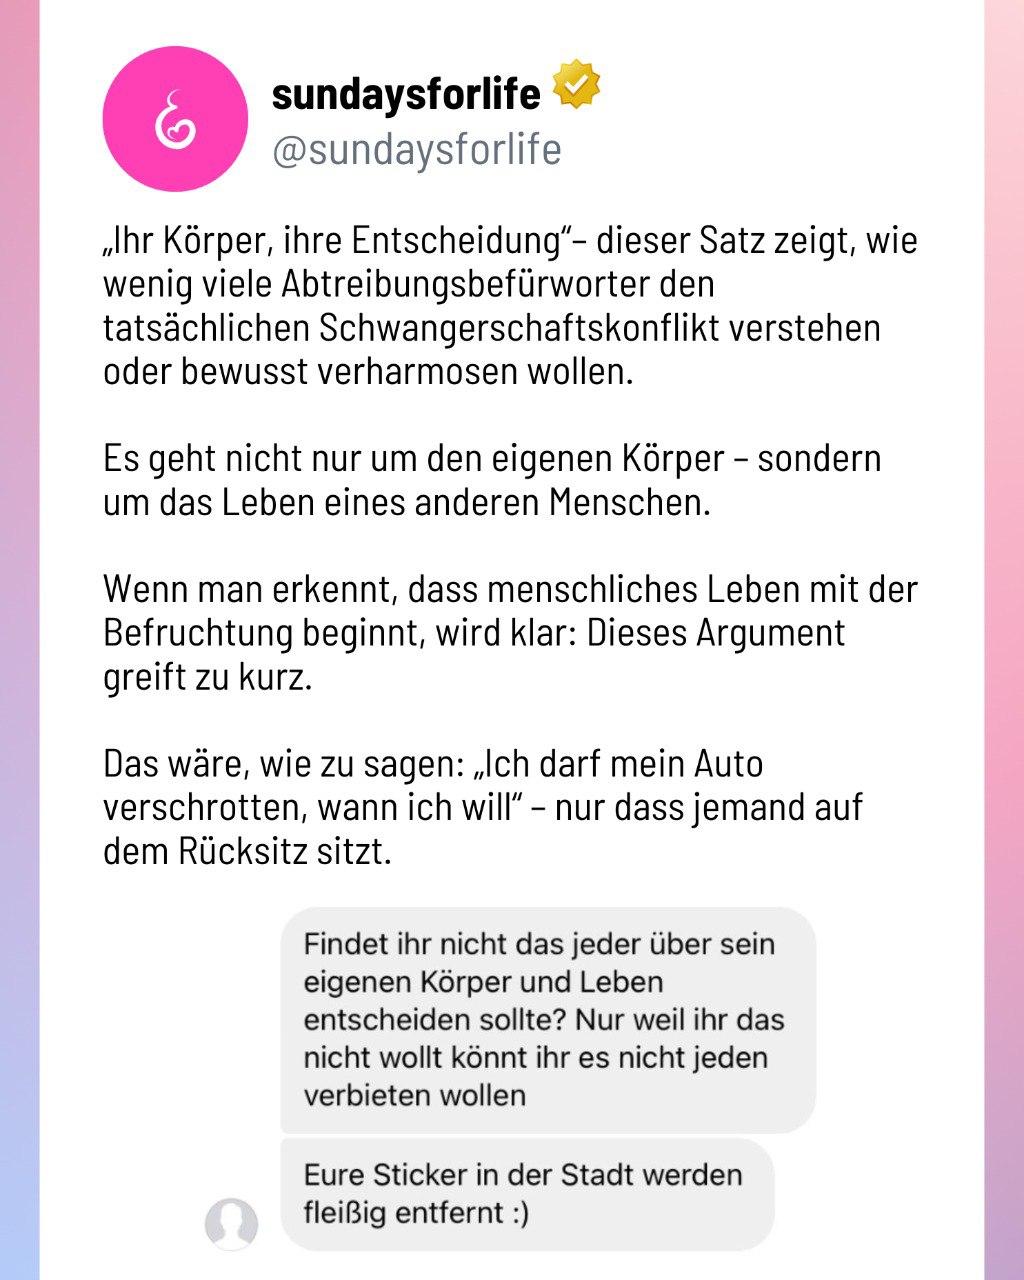 sundaysforlife
@sundaysforlife
„Ihr Körper, ihre Entscheidung“– dieser Satz zeigt, wie
wenig viele Abtreibungsbefürworter den
tatsächlichen Schwangerschaftskonflikt verstehen
oder bewusst verharmosen wollen.
Es geht nicht nur um den eigenen Körper – sondern
um das Leben eines anderen Menschen.
Wenn man erkennt, dass menschliches Leben mit der
Befruchtung beginnt, wird klar: Dieses Argument
greift zu kurz.
Das wäre, wie zu sagen: „Ich darf mein Auto
verschrotten, wann ich will“ – nur dass jemand auf
dem Rücksitz sitzt.
Findet ihr nicht das jeder über sein
eigenen Körper und Leben
entscheiden sollte? Nur weil ihr das
nicht wollt könnt ihr es nicht jeden
verbieten wollen
Eure Sticker in der Stadt werden
fleißig entfernt :)